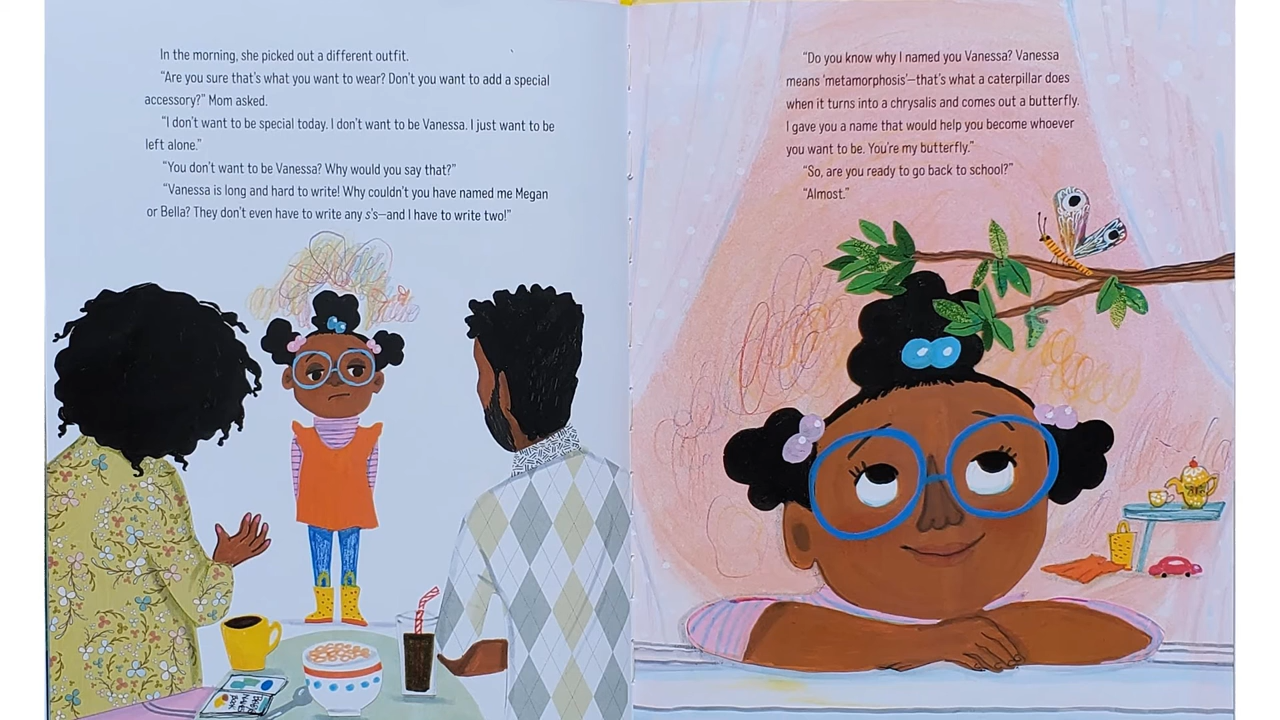 In the morning, she picked out a different outfit.
“Are you sure that's what you want to wear? Don't you want to add a special
accessory?” Mom asked.
“I don't want to be special today. I don't want to be Vanessa. I just want to be
left alone.”
“You don't want to be Vanessa? Why would you say that?”
“Vanessa is long and hard to write! Why couldn't you have named me Megan
or Bella? They don't even have to write any s's—and I have to write two!”
“Do you know why I named you Vanessa? Vanessa
means ‘metamorphosis’—that's what a caterpillar does
when it turns into a chrysalis and comes out a butterfly.
I gave you a name that would help you become whoever
you want to be. You're my butterfly.”
“So, are you ready to go back to school?”
“Almost.”